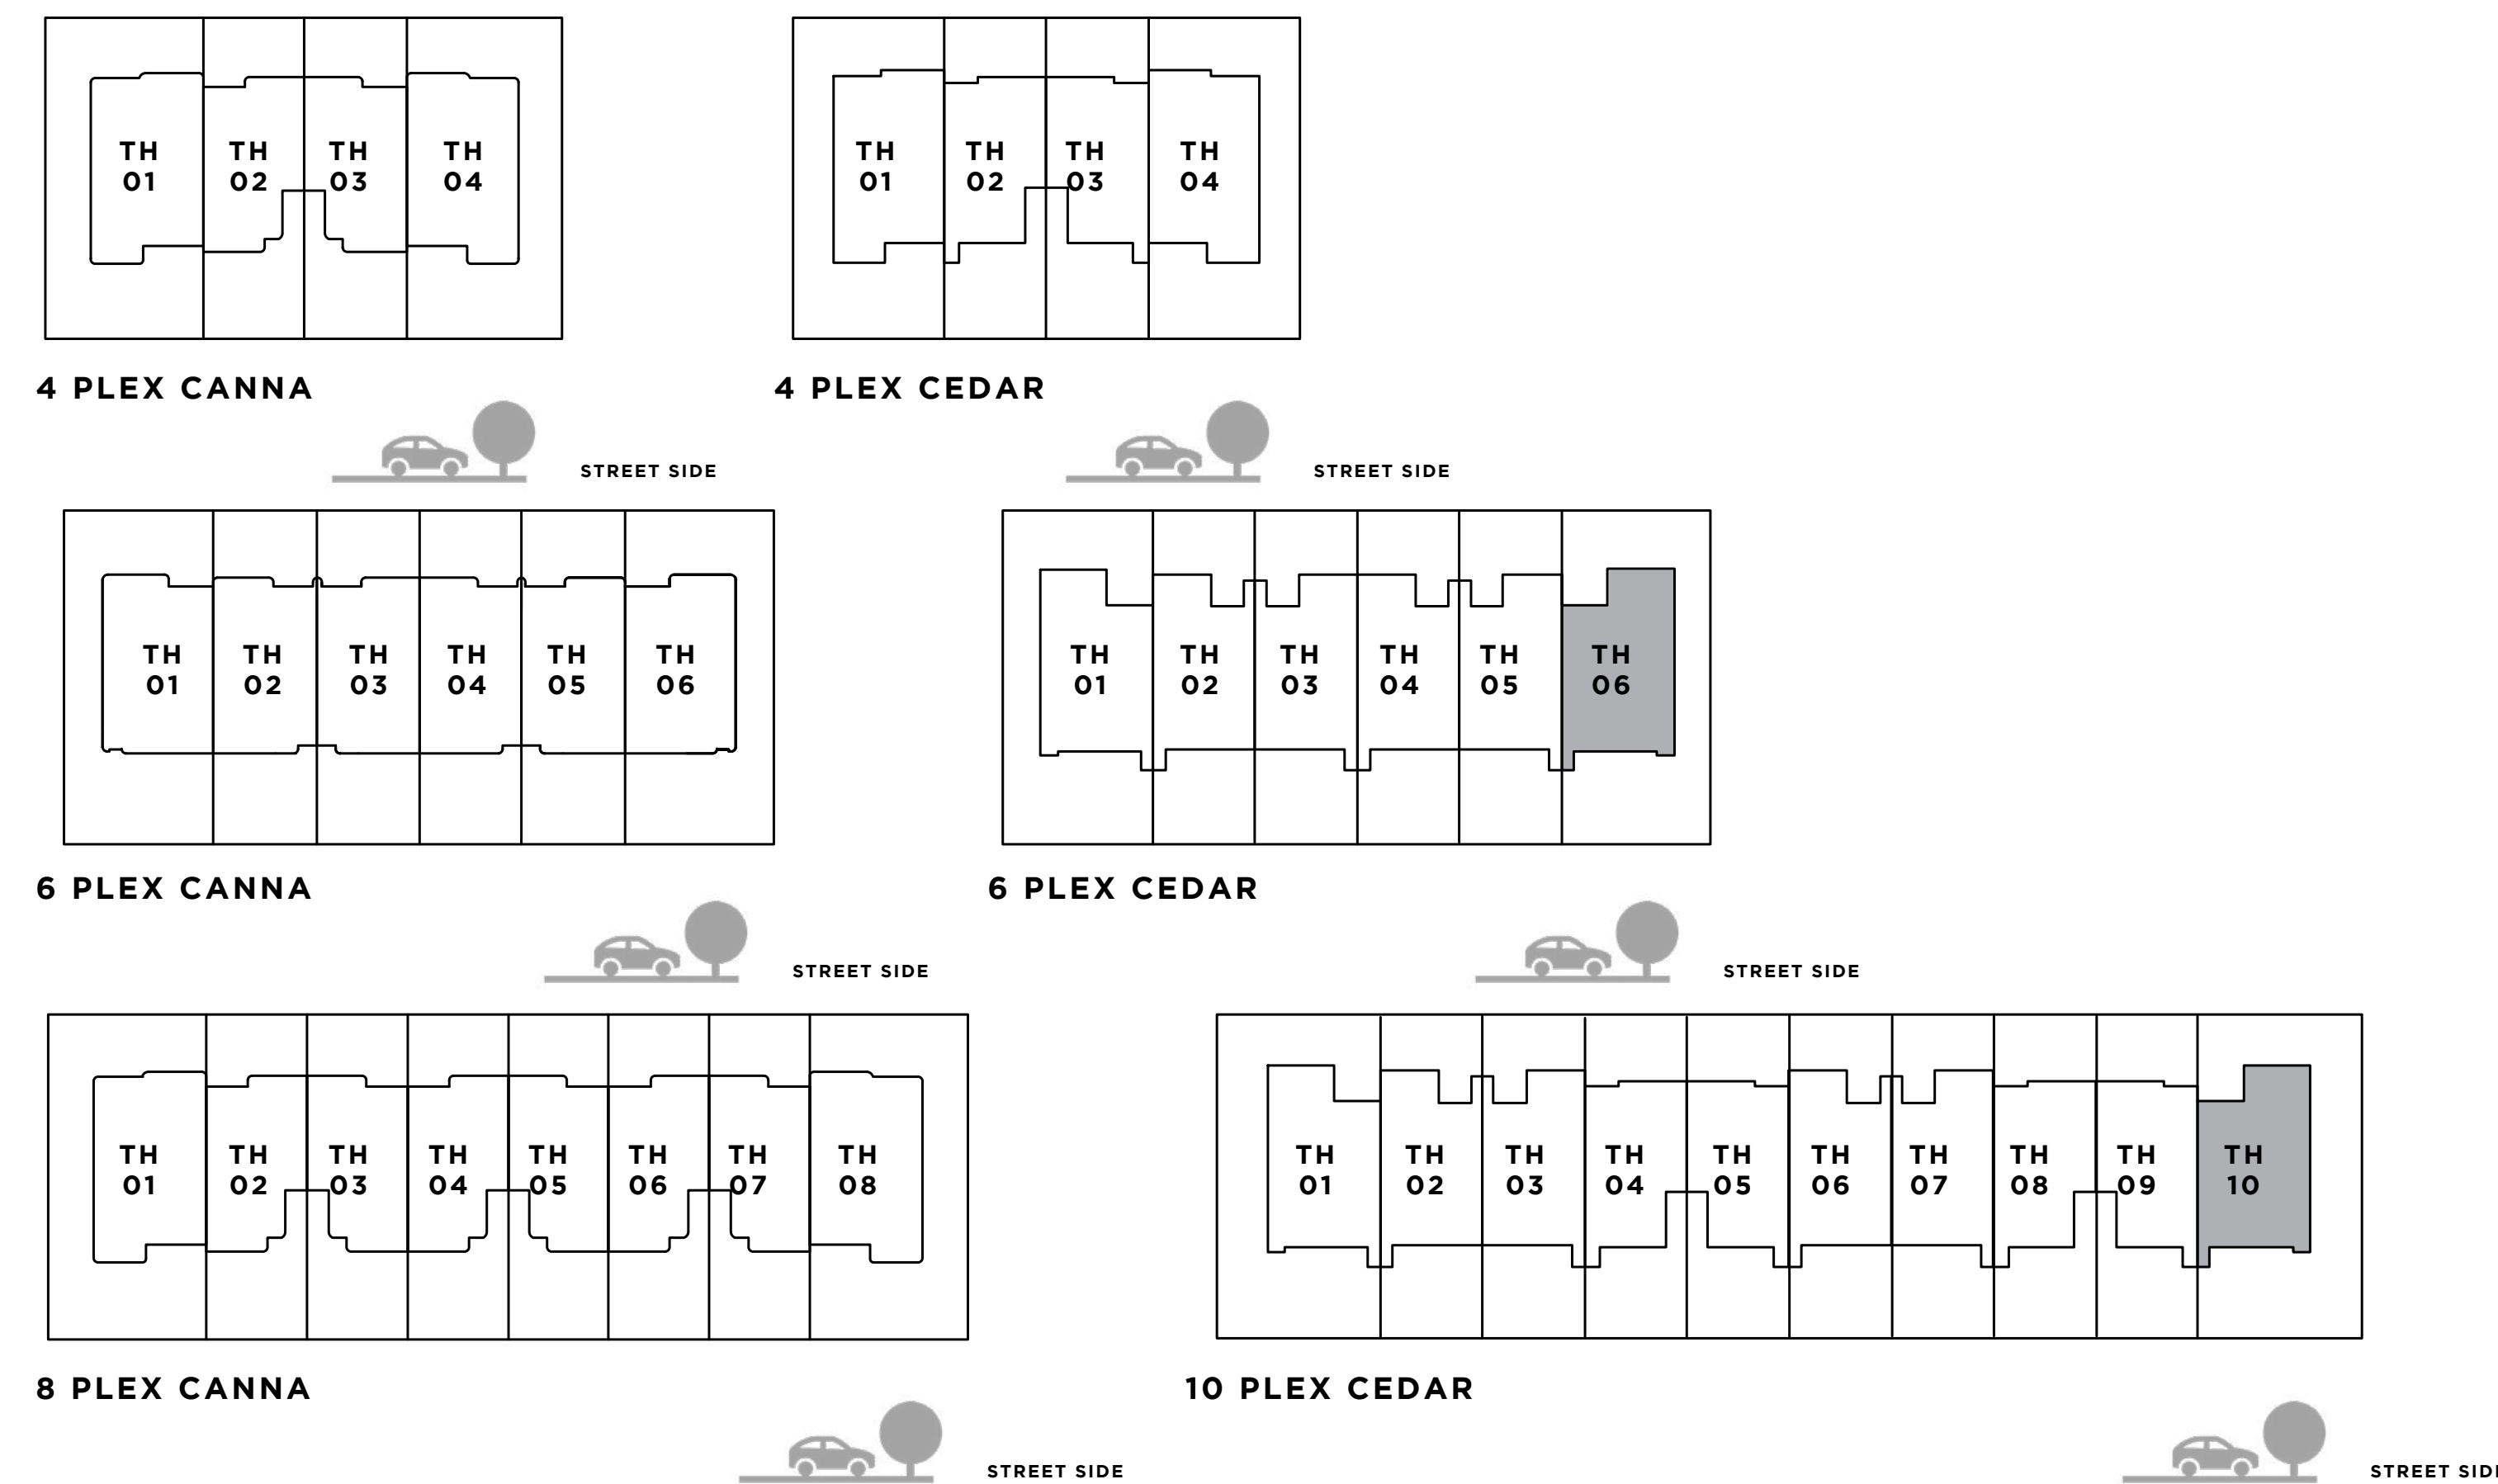 TH
01
TH
02
TH
03
TH
04
4 PLEX CANNA
STREET SIDE
TH
01
TH
02
TH
03
TH
04
4 PLEX CEDAR
STREET SIDE
TH
01
TH
02
TH
03
TH
04
TH
05
TH
06
6 PLEX CANNA
STREET SIDE
TH
01
TH
02
TH
03
TH
04
TH
05
TH
06
6 PLEX CEDAR
STREET SIDE
TH
01
TH
02
TH
03
TH
04
TH
05
TH
06
TH
07
TH
08
8 PLEX CANNA
STREET SIDE
TH
01
TH
02
TH
03
TH
04
TH
05
TH
06
TH
07
TH
08
TH
09
TH
10
10 PLEX CEDAR
STREET SIDE